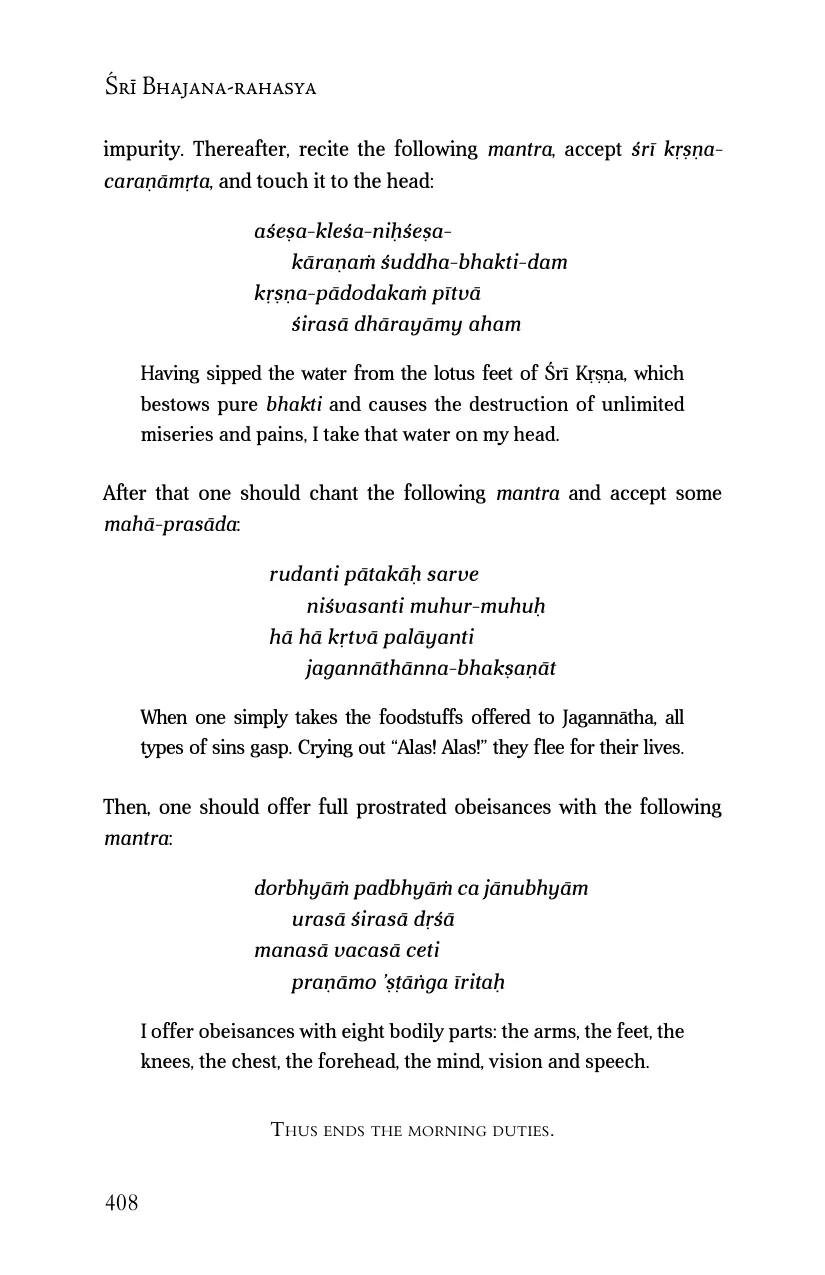 Śrī Bhajana-rahasya
impurity. Thereafter, recite the following mantra, accept śrī kṛṣṇa-
caraṇāmṛta, and touch it to the head:
aśeṣa-kleśa-niḥśeṣa-
kāraṇaṁ śuddha-bhakti-dam
kṛṣṇa-pādodakaṁ pītvā
śirasā dhārayāmy aham
Having sipped the water from the lotus feet of Śrī Kṛṣṇa, which
bestows pure bhakti and causes the destruction of unlimited
miseries and pains, I take that water on my head.
After that one should chant the following mantra and accept some
mahā-prasāda:
rudanti pātakāḥ sarve
niśvasanti muhur-muhuḥ
hā hā kṛtvā palāyanti
jagannāthānna-bhakṣaṇāt
When one simply takes the foodstuffs offered to Jagannātha, all
types of sins gasp. Crying out “Alas! Alas!” they flee for their lives.
Then, one should offer full prostrated obeisances with the following
mantra:
dorbhyāṁ padbhyāṁ ca jānubhyām
urasā śirasā dṛśā
manasā vacasā ceti
praṇāmo ’ṣṭāṅga īritaḥ
I offer obeisances with eight bodily parts: the arms, the feet, the
knees, the chest, the forehead, the mind, vision and speech.
Thus ends the morning duties.
408